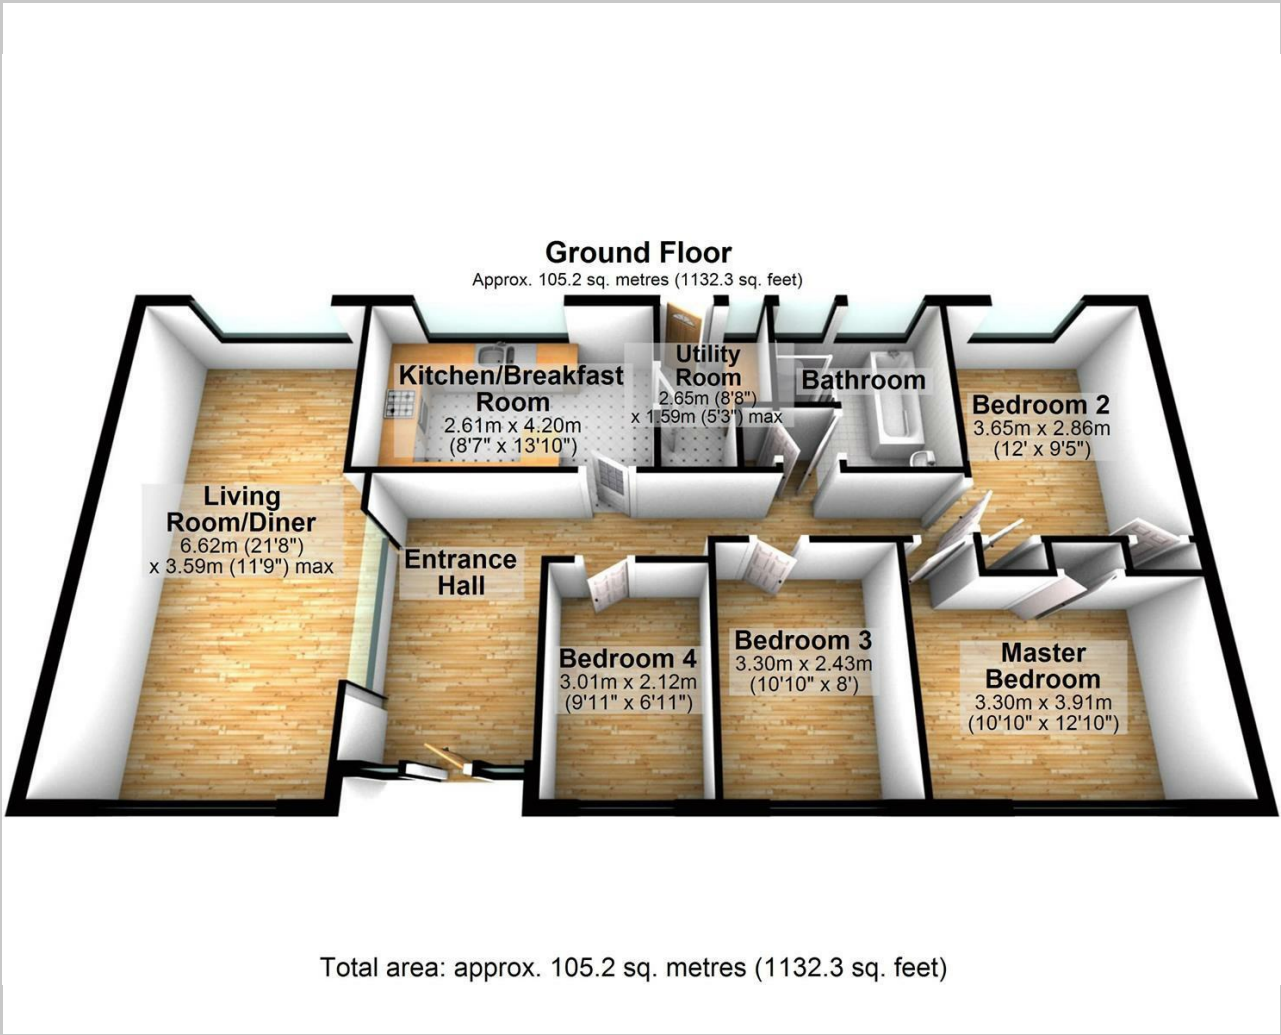 Ground Floor
Approx. 105.2 sq. metres (1132.3 sq. feet)
Kitchen/Breakfast
Room
2.61m x 4.20m
(8'7" x 13'10")
Utility
Room
2.65m (8'8")
x 1.59m (5'3") max
Bathroom
Bedroom 2
3.65m x 2.86m
(12' x 9'5")
Living
Room/Diner
6.62m (21'8")
x 3.59m (11'9") max
Entrance
Hall
Bedroom 4
3.01m x 2.12m
(9'11" x 6'11")
Bedroom 3
3.30m x 2.43m
(10'10" x 8')
Master
Bedroom
3.30m x 3.91m
(10'10" x 12'10")
Total area: approx. 105.2 sq. metres (1132.3 sq. feet)